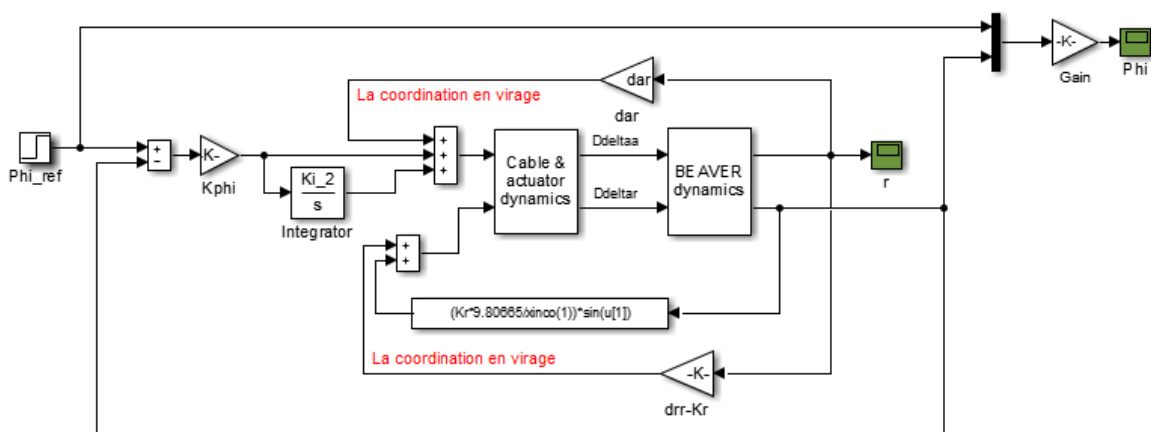 -K-
Gain
Phi
dar
dar
La coordination en virage
Phi_ref
+
−
K-
Kphi
+
+
+
Ki_2
s
Integrator
Cable &
actuator
dynamics
Ddeltaa
Ddeltar
BEAVER
dynamics
r
+
+
(Kr*9.80665/xinco(1))*sin(u[1])
La coordination en virage
-K-
drr-Kr